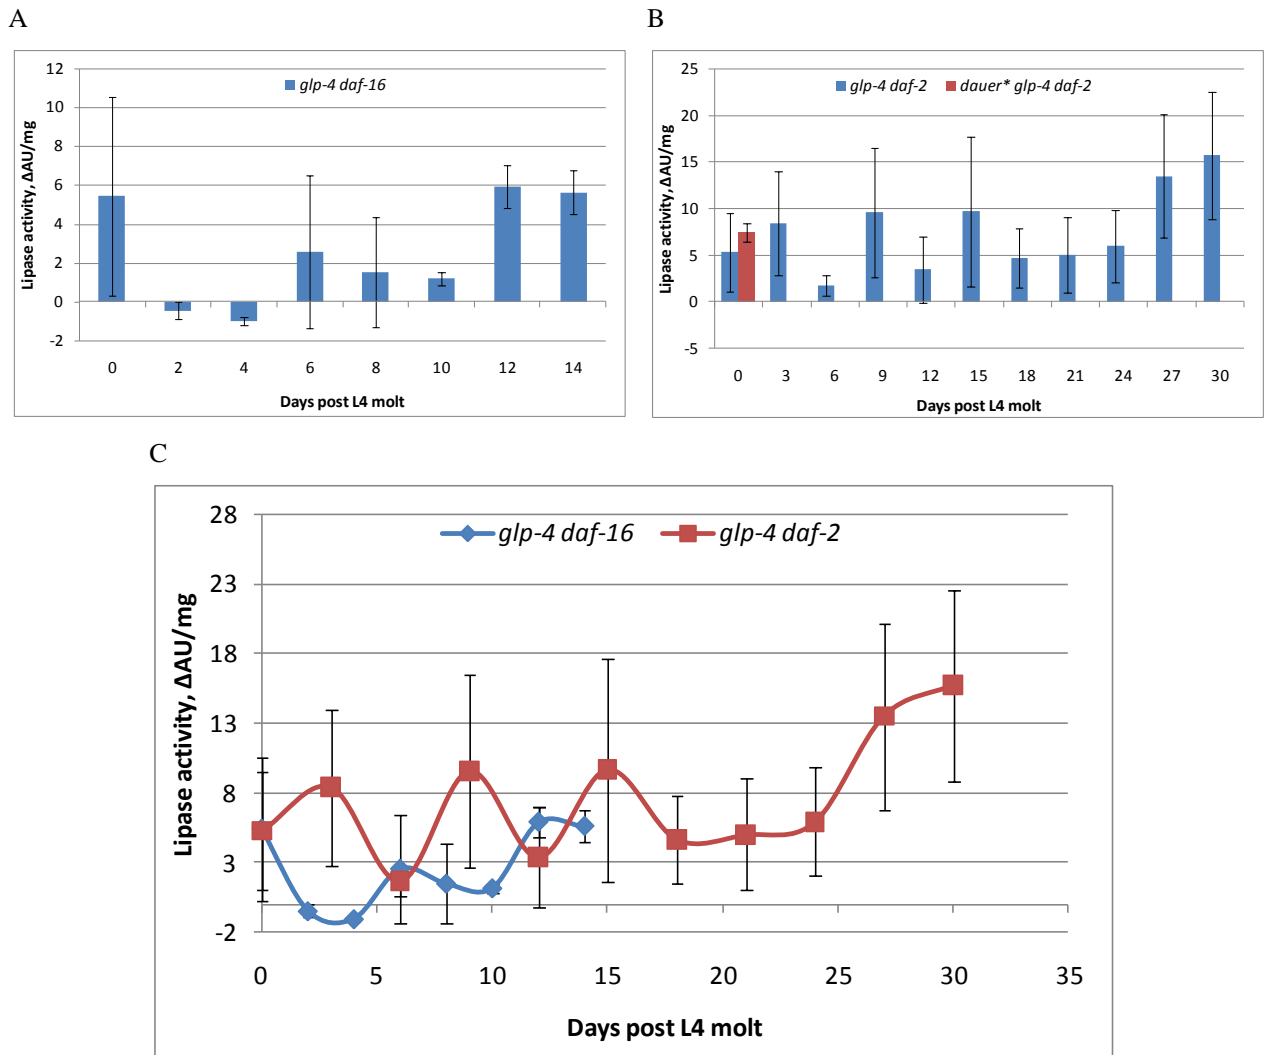 A
B
glp-4 daf-16
12
10
8
6
4
2
0
-2
Lipase activity, ΔAU/mg
0 2 4 6 8 10 12 14
Days post L4 molt
glp-4 daf-2 dauer* glp-4 daf-2
25
20
15
10
5
0
-5
Lipase activity, ΔAU/mg
0 3 6 9 12 15 18 21 24 27 30
Days post L4 molt
C
glp-4 daf-16 glp-4 daf-2
28
23
18
13
8
3
-2
Lipase activity, ΔAU/mg
0 5 10 15 20 25 30 35
Days post L4 molt